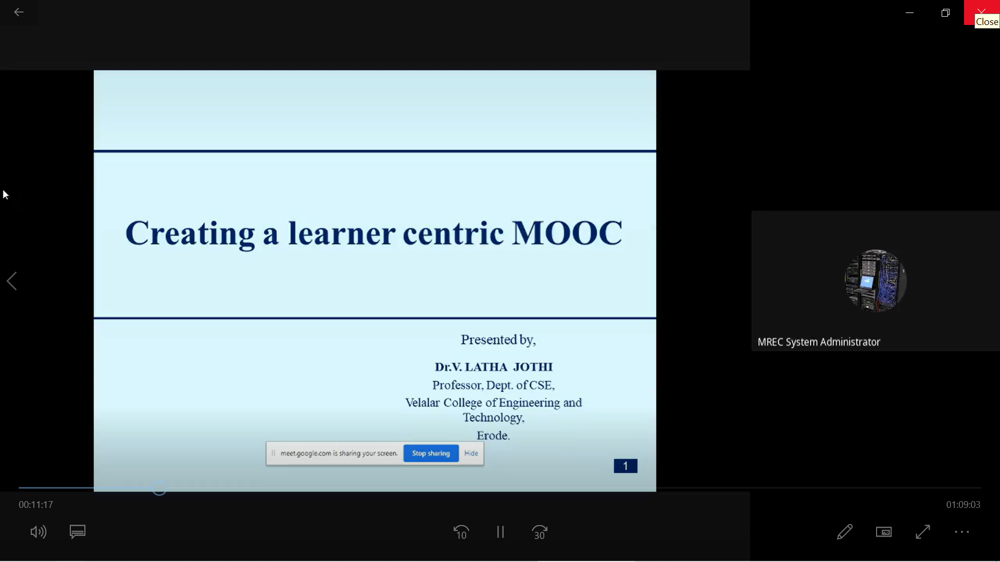 Close
Creating a learner centric MOOC
Presented by,
Dr.V. LATHA JOTHI
Professor, Dept. of CSE,
Velalar College of Engineering and
Technology,
Erode.
meet.google.com is sharing your screen. Stop sharing Hide
1
MREC System Administrator
00:11:17 01:09:03
10 30